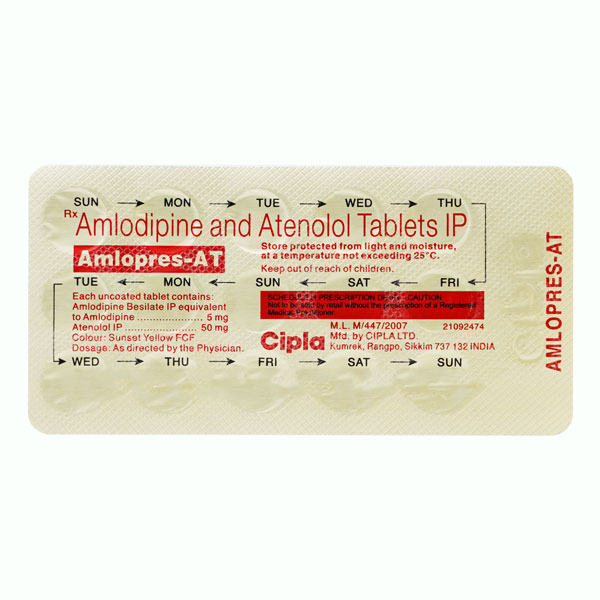 SUN → MON → TUE → WED → THU
Rx Amlodipine and Atenolol Tablets IP
Amlopres-AT
Store protected from light and moisture,
at a temperature not exceeding 25°C.
Keep out of reach of children.
TUE ← MON ← SUN ← SAT ← FRI
Each uncoated tablet contains:
Amlodipine Besilate IP equivalent
to Amlodipine ..................... 5 mg
Atenolol IP ........................ 50 mg
Colour: Sunset Yellow FCF
Dosage: As directed by the Physician.
SCHEDULE H PRESCRIPTION DRUG - CAUTION
Not to be sold by retail without the prescription of a Registered
Medical Practitioner.
Cipla
M.L. M/447/2007 21092474
Mfd. by CIPLA LTD.
Kumrek, Rangpo, Sikkim 737 132 INDIA
WED → THU → FRI → SAT → SUN
AMLOPRES-AT